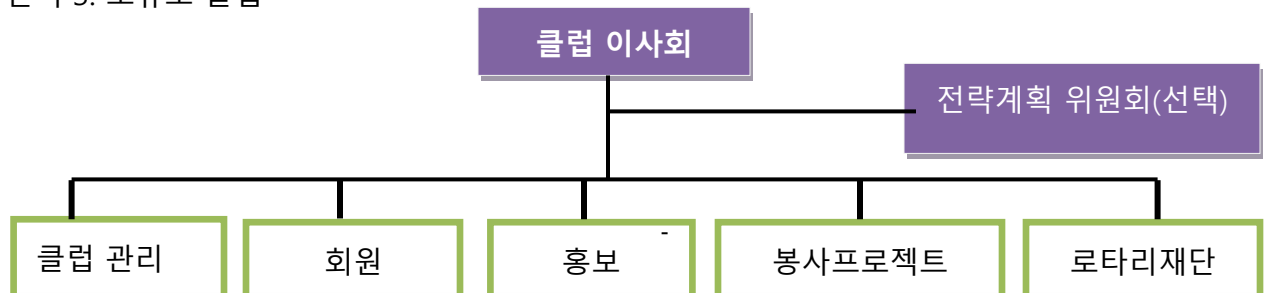 클럽 이사회
전략계획 위원회(선택)
클럽 관리
회원
홍보
-
봉사프로젝트
로타리재단